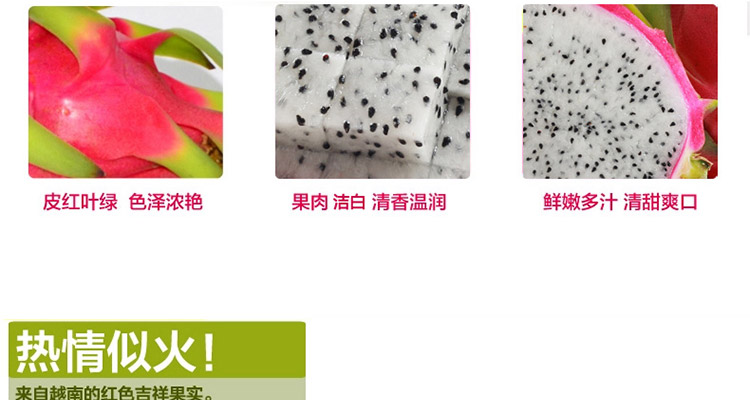 皮红叶绿 色泽浓艳
果肉 洁白 清香温润
鲜嫩多汁 清甜爽口
热情似火！
来自越南的红色吉祥果实。